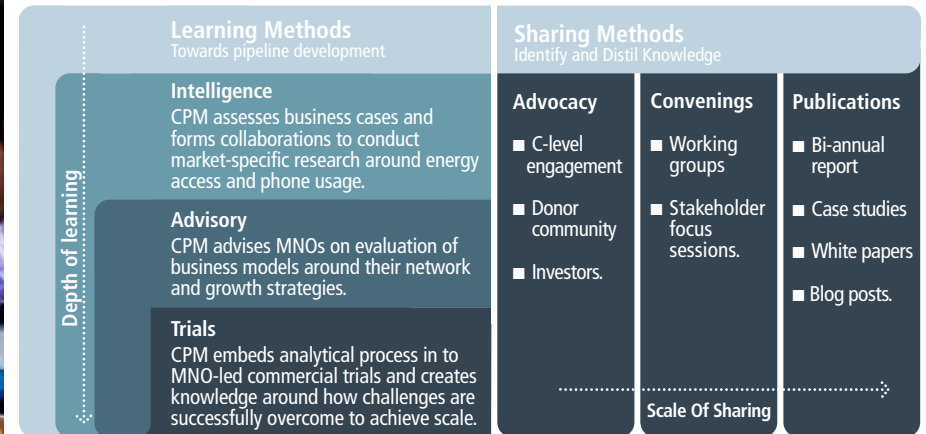 Learning Methods
Towards pipeline development
Depth of learning
Intelligence
CPM assesses business cases and
forms collaborations to conduct
market-specific research around energy
access and phone usage.
Advisory
CPM advises MNOs on evaluation of
business models around their network
and growth strategies.
Trials
CPM embeds analytical process in to
MNO-led commercial trials and creates
knowledge around how challenges are
successfully overcome to achieve scale.
Sharing Methods
Identify and Distil Knowledge
Advocacy
■ C-level
engagement
■ Donor
community
■ Investors.
Convenings
■ Working
groups
■ Stakeholder
focus
sessions.
Publications
■ Bi-annual
report
■ Case studies
■ White papers
■ Blog posts.
Scale Of Sharing